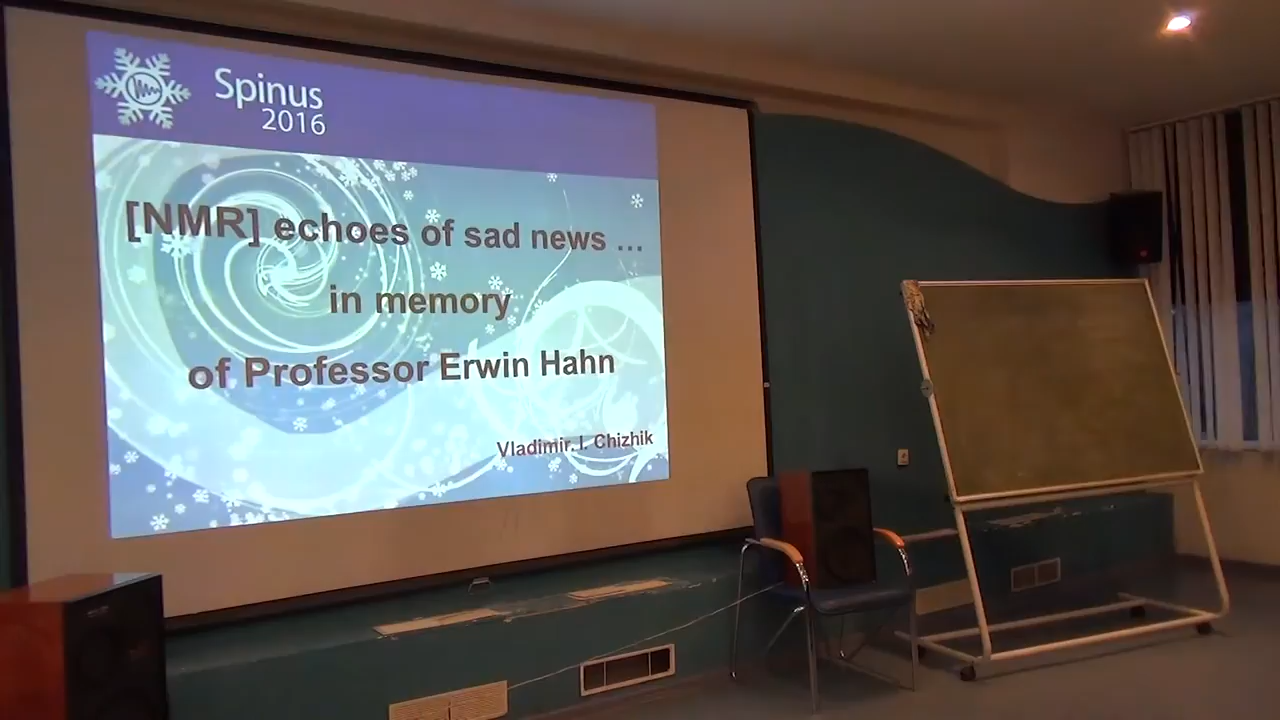 Spinus
2016
[NMR] echoes of sad news ...
in memory
of Professor Erwin Hahn
Vladimir. I. Chizhik